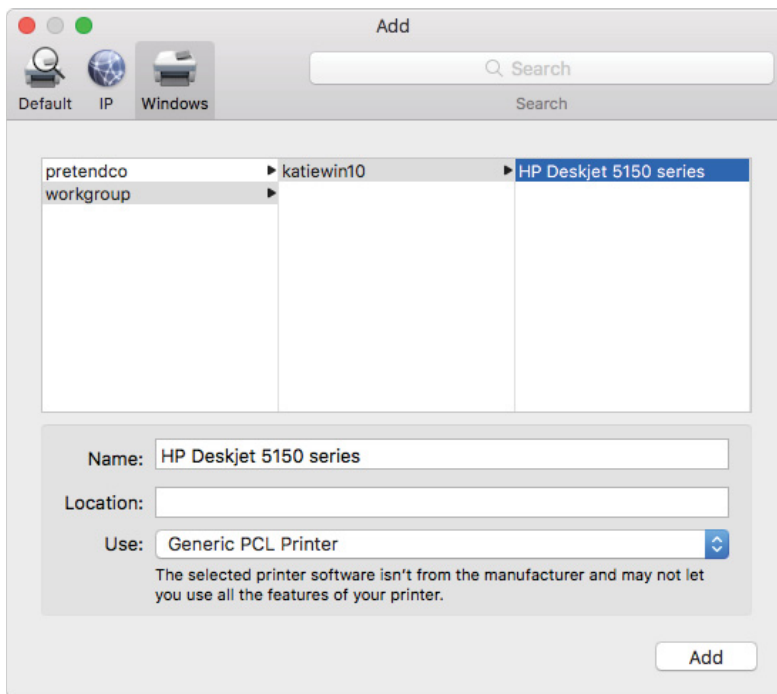 Add
Search
Default IP Windows
Search
pretendco katiewin10 HP Deskjet 5150 series
workgroup
Name: HP Deskjet 5150 series
Location:
Use: Generic PCL Printer
The selected printer software isn't from the manufacturer and may not let
you use all the features of your printer.
Add